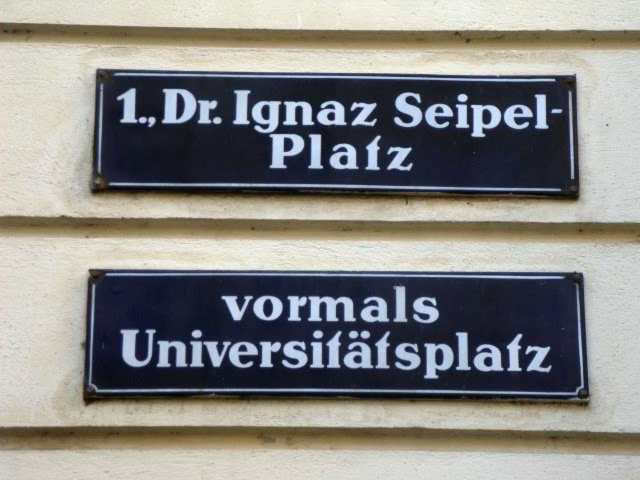 1., Dr. Ignaz Seipel-
Platz
vormals
Universitätsplatz